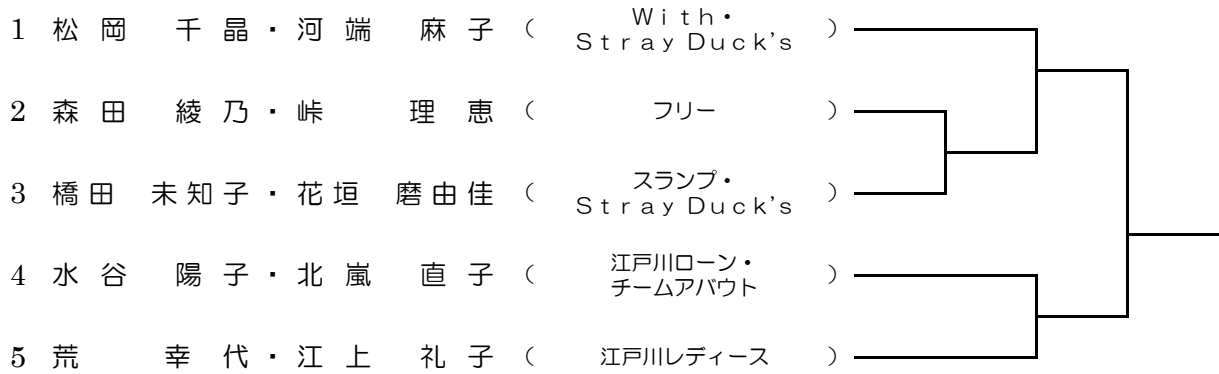 1 松岡 千晶・河端 麻子 ( With・
Stray Duck's )
2 森田 綾乃・峠 理恵 ( フリー )
3 橋田 未知子・花垣 磨由佳 ( スランプ・
Stray Duck's )
4 水谷 陽子・北嵐 直子 ( 江戸川ローン・
チームアバウト )
5 荒 幸代・江上 礼子 ( 江戸川レディース )